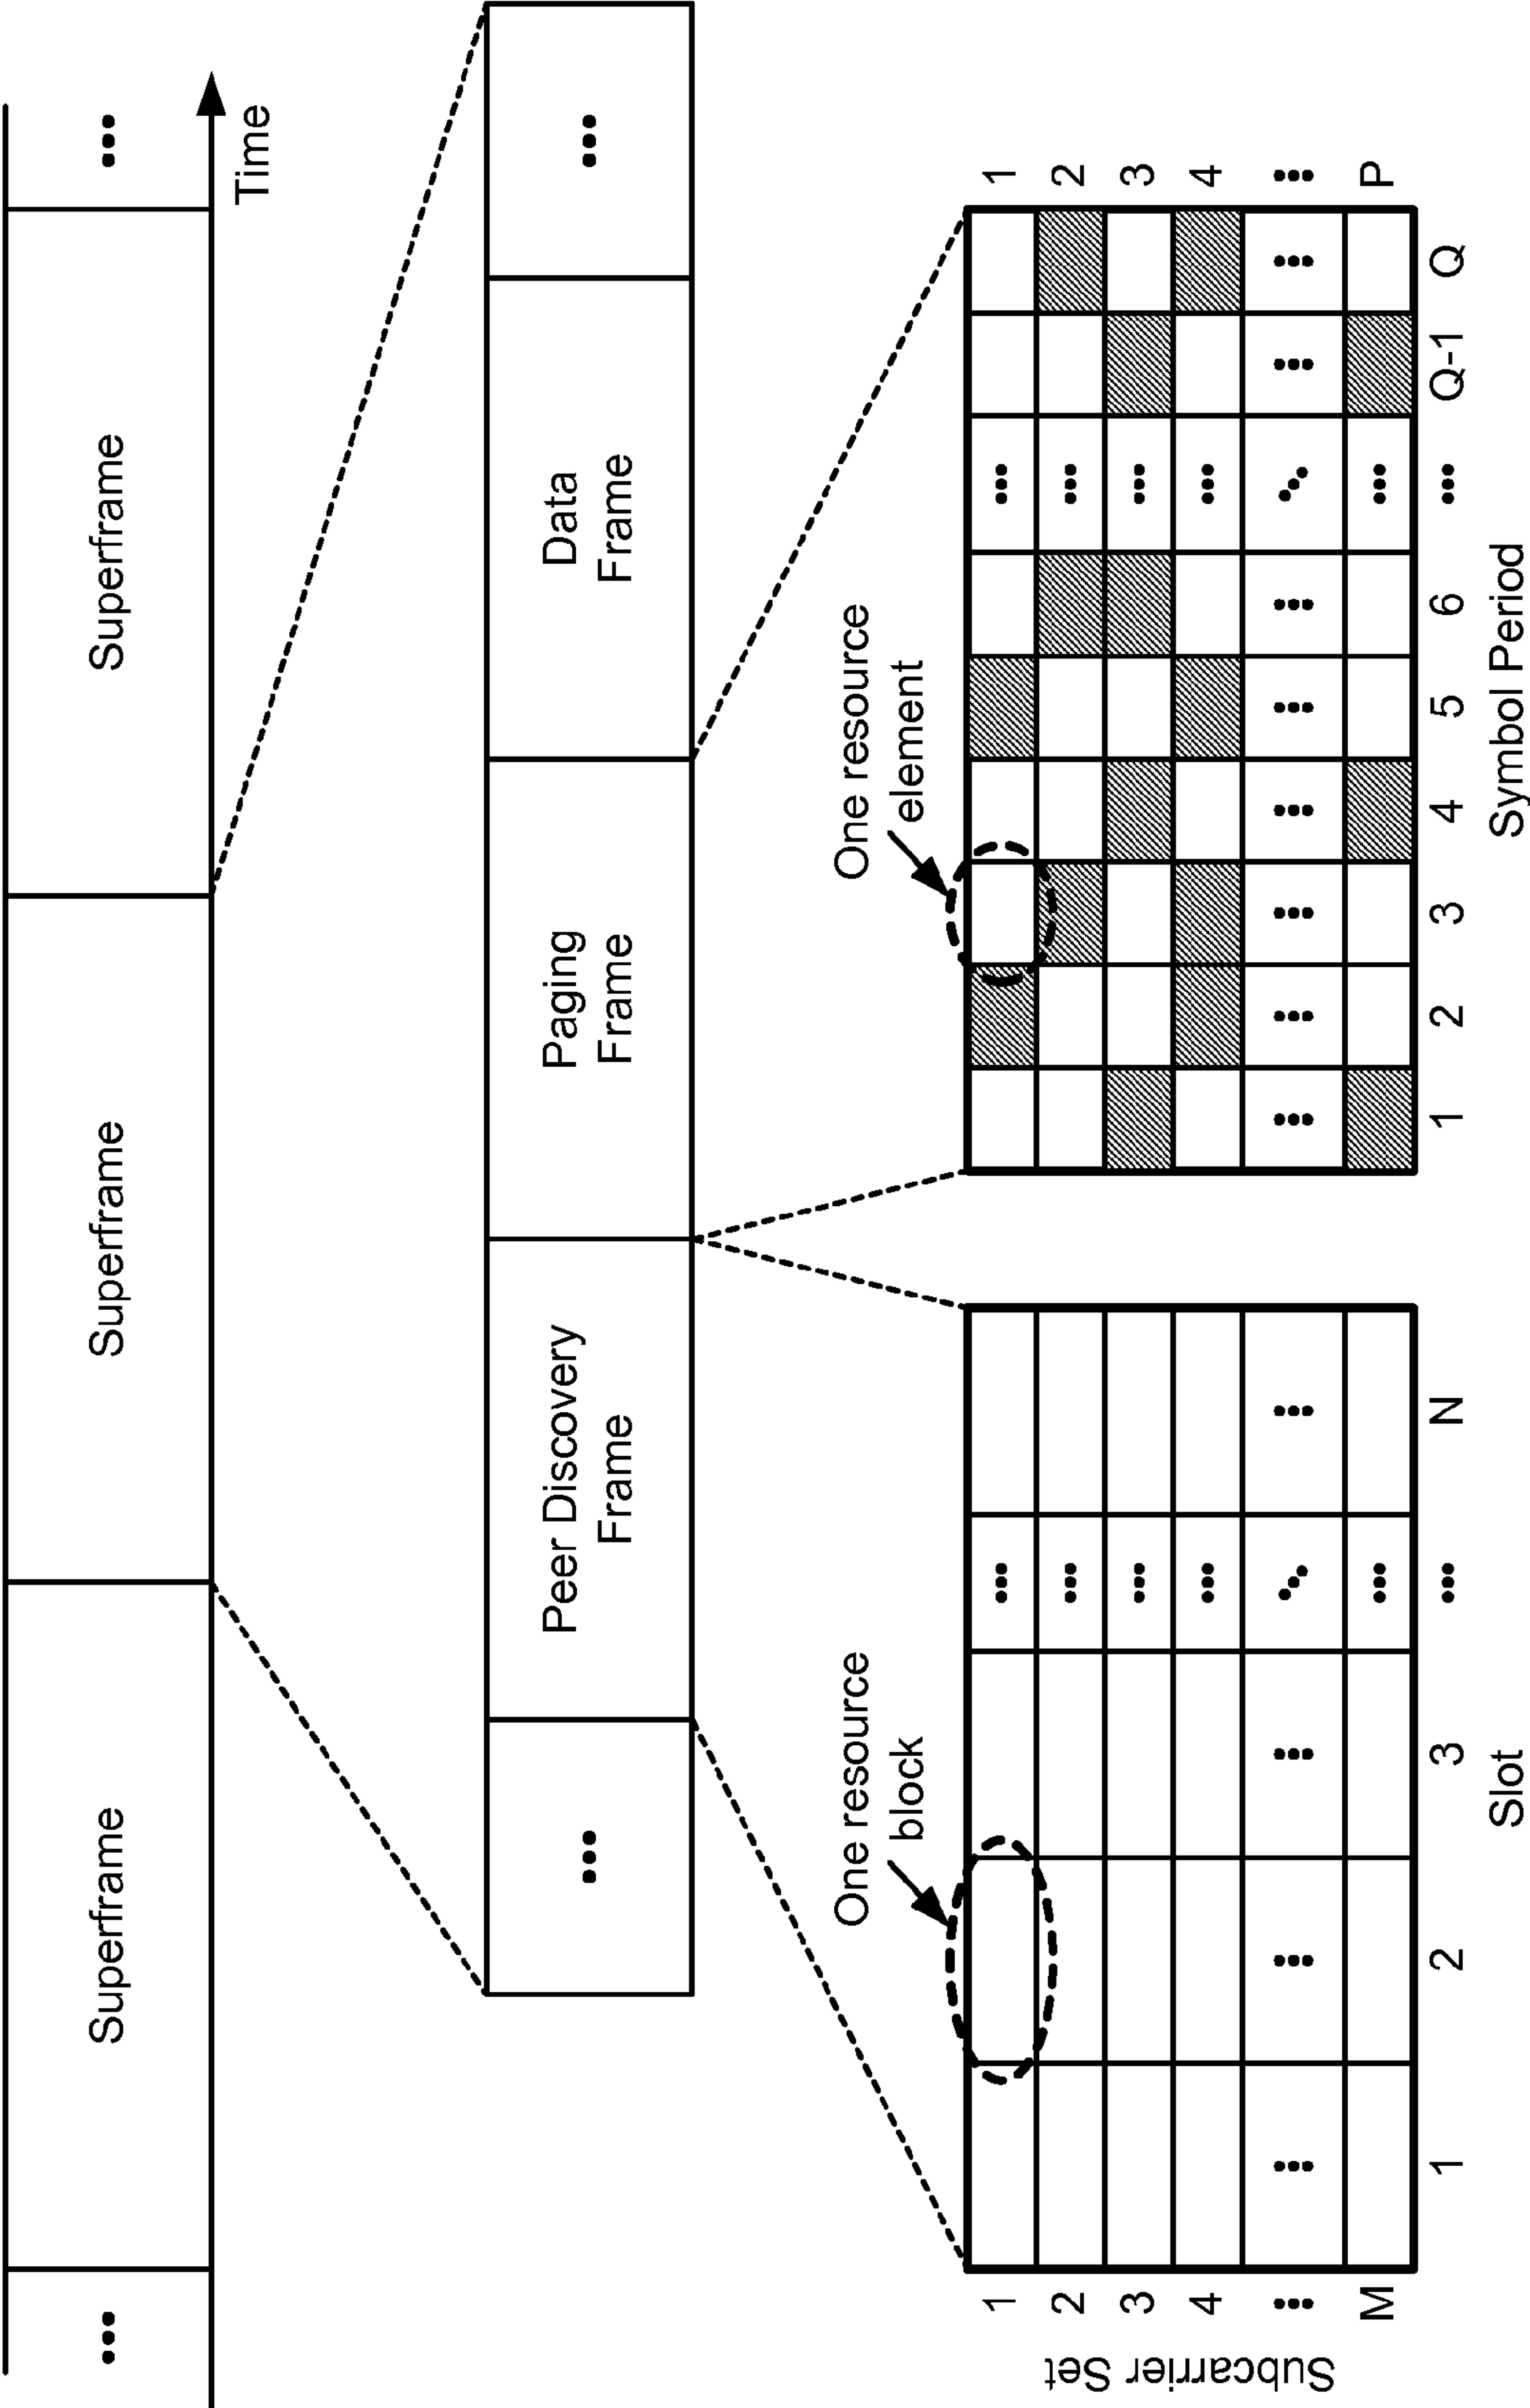 ••• Superframe Superframe Superframe •••
Time
••• Peer Discovery Frame Paging Frame Data Frame •••
One resource
block
One resource
element
Subcarrier Set
1 ••• 1
2 ••• 2
3 ••• 3
4 ••• 4
••• ••• ••• ••• ⋱ ••• ••• ••• ••• ••• ••• ••• ⋱ ••• ••• •••
M ••• P
1 2 3 ••• N
Slot
1 2 3 4 5 6 ••• Q-1 Q
Symbol Period